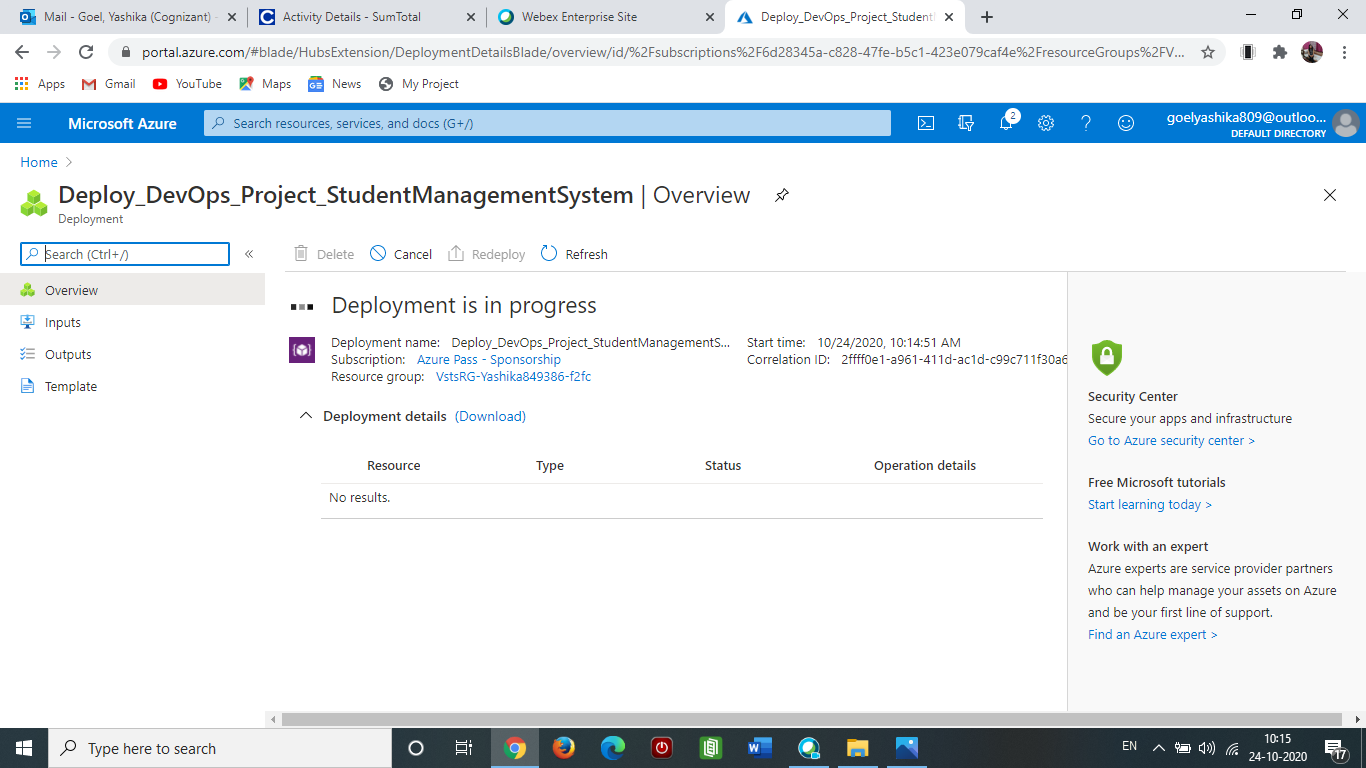 Mail - Goel, Yashika (Cognizant) -
Activity Details - SumTotal
Webex Enterprise Site
Deploy_DevOps_Project_Student
portal.azure.com/#blade/HubsExtension/DeploymentDetailsBlade/overview/id/%2Fsubscriptions%2F6d28345a-c828-47fe-b5c1-423e079caf4e%2FresourceGroups%2FV...
Apps
Gmail
YouTube
Maps
News
My Project
Microsoft Azure
Search resources, services, and docs (G+/)
2
goelyashika809@outloo...
DEFAULT DIRECTORY
Home
Deploy_DevOps_Project_StudentManagementSystem | Overview
Deployment
Search (Ctrl+/)
Delete
Cancel
Redeploy
Refresh
Overview
Inputs
Outputs
Template
Deployment is in progress
Deployment name: Deploy_DevOps_Project_StudentManagementS...
Subscription: Azure Pass - Sponsorship
Resource group: VstsRG-Yashika849386-f2fc
Start time: 10/24/2020, 10:14:51 AM
Correlation ID: 2ffff0e1-a961-411d-ac1d-c99c711f30a6
Deployment details (Download)
Resource Type Status Operation details
No results.
Security Center
Secure your apps and infrastructure
Go to Azure security center >
Free Microsoft tutorials
Start learning today >
Work with an expert
Azure experts are service provider partners
who can help manage your assets on Azure
and be your first line of support.
Find an Azure expert >
Type here to search
EN
10:15
24-10-2020
17